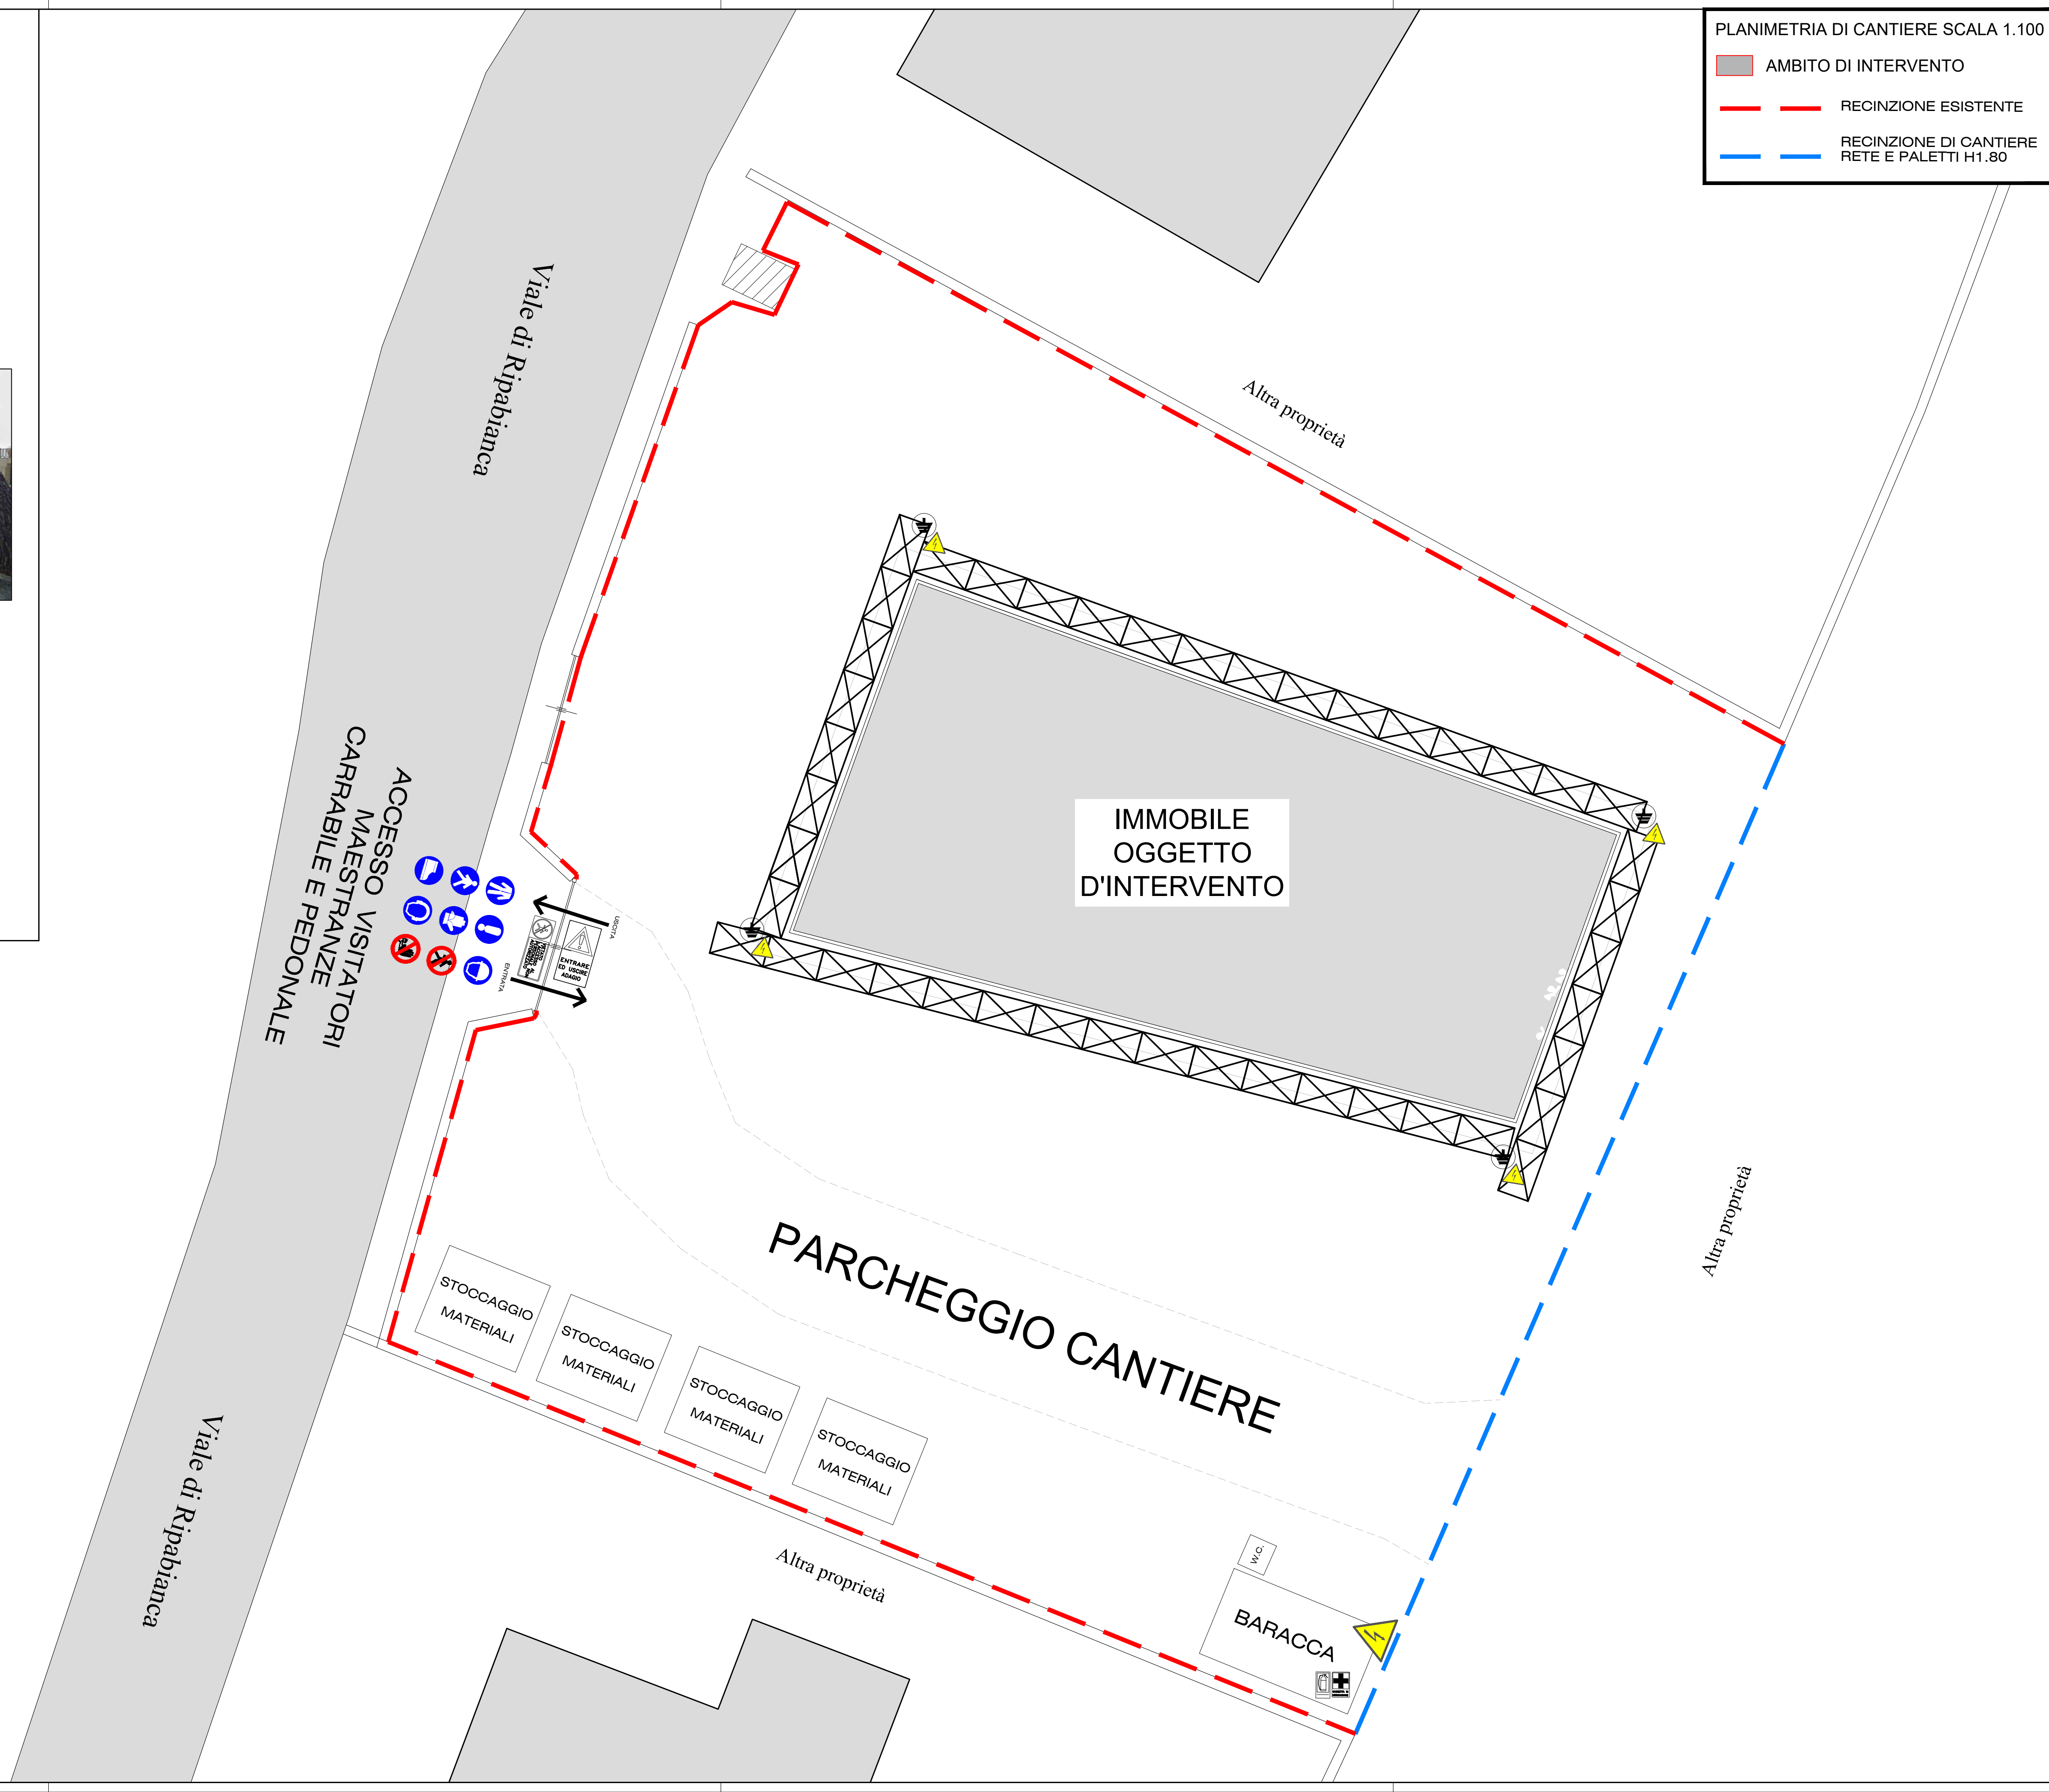 PLANIMETRIA DI CANTIERE SCALA 1.100
AMBITO DI INTERVENTO
RECINZIONE ESISTENTE
RECINZIONE DI CANTIERE
RETE E PALETTI H1.80
Viale di Ripabianca
Altra proprietà
IMMOBILE
OGGETTO
D'INTERVENTO
ACCESSO VISITATORI
MAESTRANZE
CARRABILE E PEDONALE
USCITA
ENTRATA
ENTRARE
ED USCIRE
ADAGIO
Altra proprietà
PARCHEGGIO CANTIERE
STOCCAGGIO
MATERIALI
STOCCAGGIO
MATERIALI
STOCCAGGIO
MATERIALI
STOCCAGGIO
MATERIALI
Viale di Ripabianca
Altra proprietà
W.C.
BARACCA